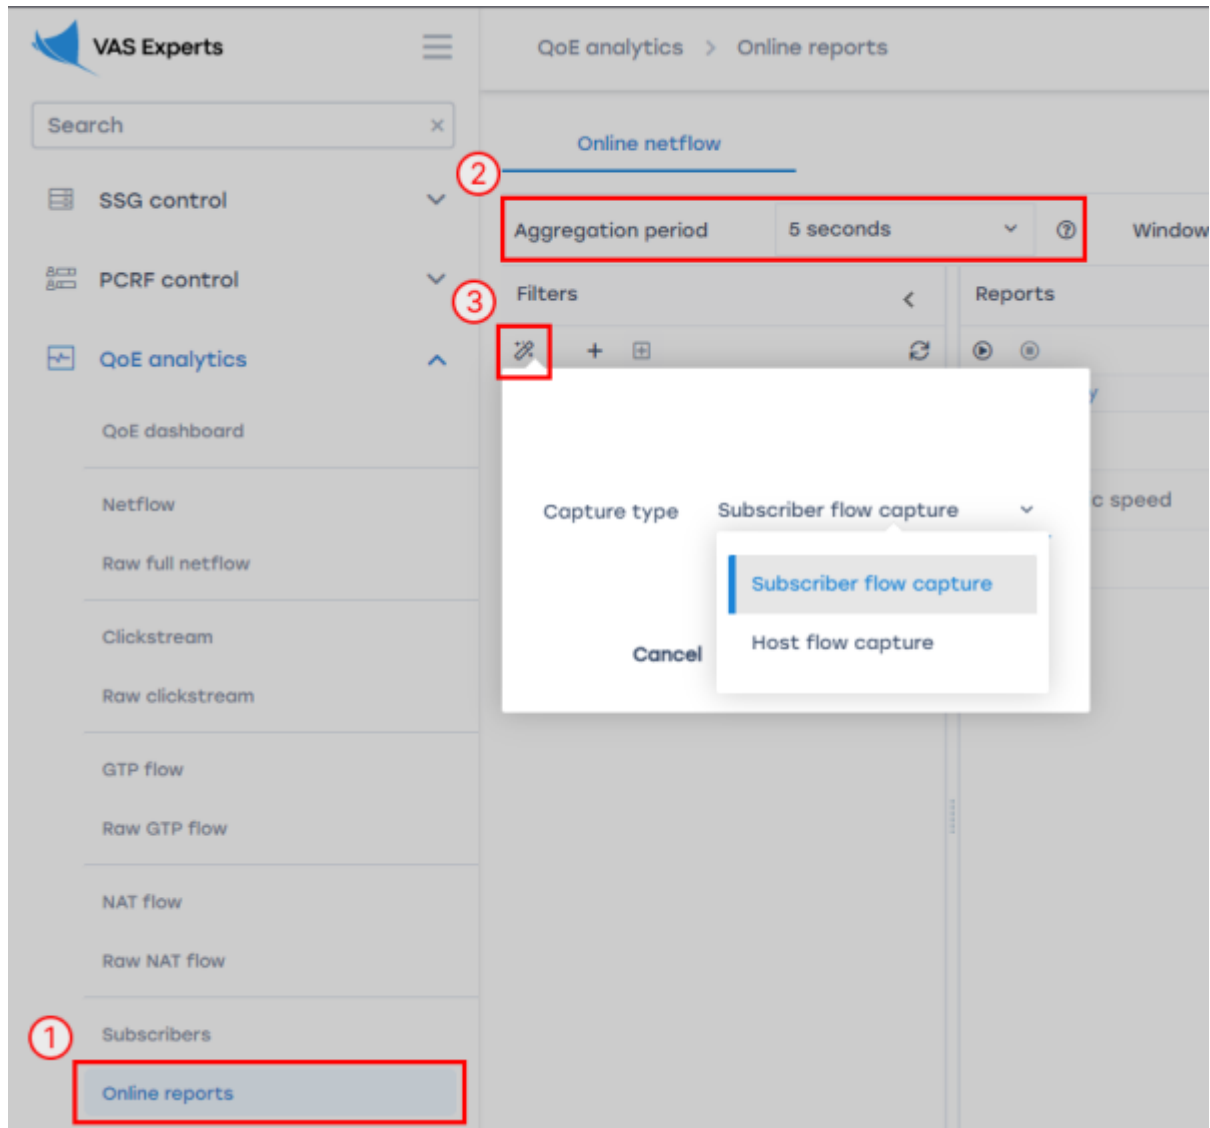 VAS Experts
QoE analytics > Online reports
Search
Online netflow
2
SSG control
Aggregation period 5 seconds
Window
PCRF control
3
Filters
Reports
QoE analytics
y
QoE dashboard
Capture type Subscriber flow capture
c speed
Netflow
Raw full netflow
Subscriber flow capture
Clickstream
Host flow capture
Cancel
Raw clickstream
GTP flow
Raw GTP flow
NAT flow
Raw NAT flow
1
Subscribers
Online reports